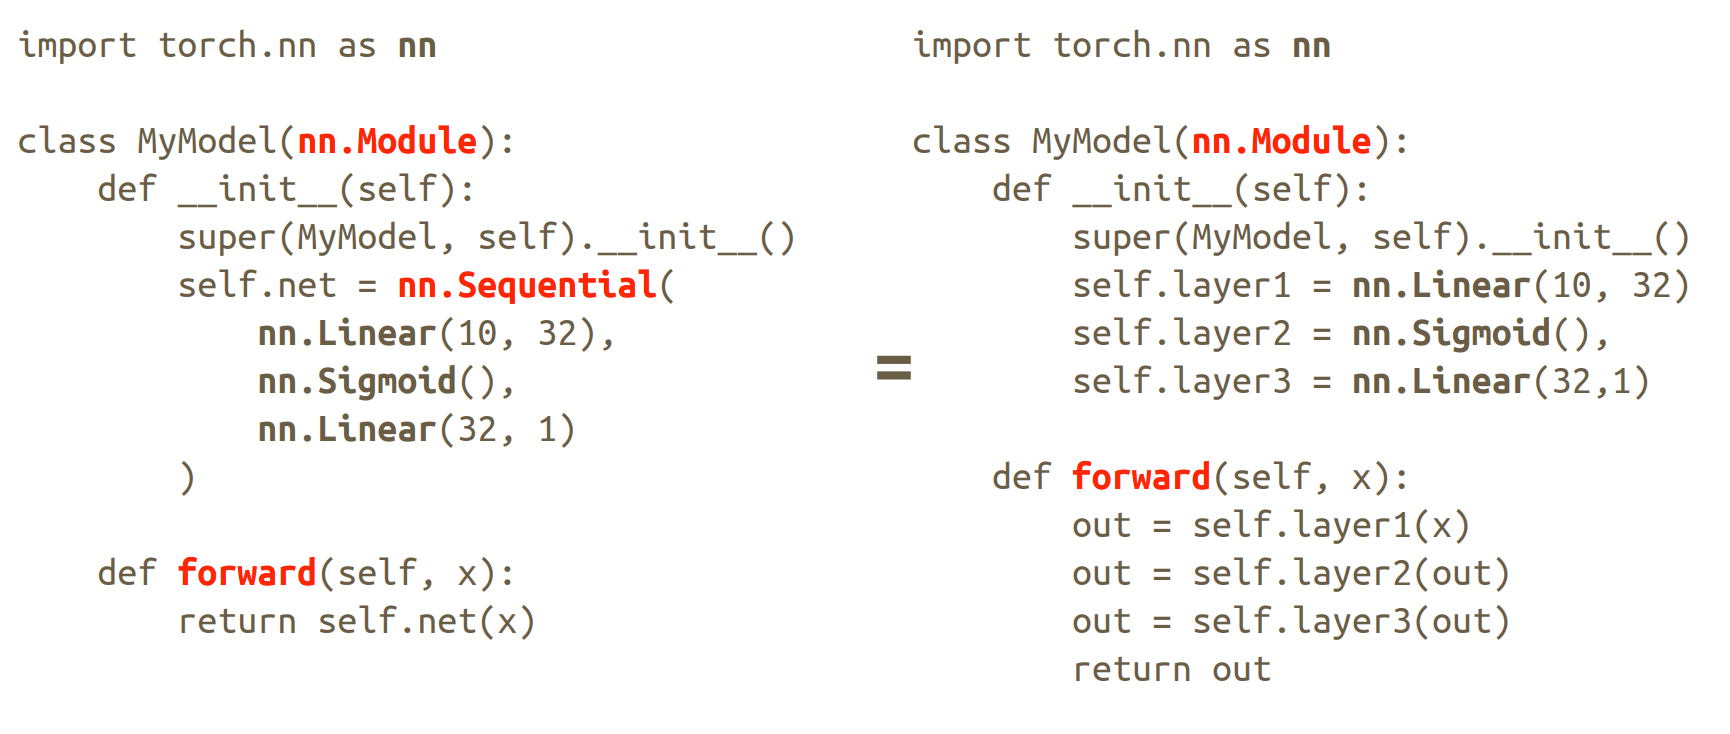 import torch.nn as nn

class MyModel(nn.Module):
    def __init__(self):
        super(MyModel, self).__init__()
        self.net = nn.Sequential(
            nn.Linear(10, 32),
            nn.Sigmoid(),
            nn.Linear(32, 1)
        )

    def forward(self, x):
        return self.net(x)

=

import torch.nn as nn

class MyModel(nn.Module):
    def __init__(self):
        super(MyModel, self).__init__()
        self.layer1 = nn.Linear(10, 32)
        self.layer2 = nn.Sigmoid(),
        self.layer3 = nn.Linear(32,1)

    def forward(self, x):
        out = self.layer1(x)
        out = self.layer2(out)
        out = self.layer3(out)
        return out